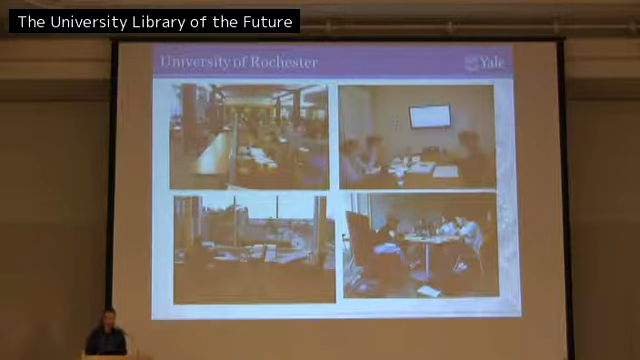 The University Library of the Future
University of Rochester
Yale